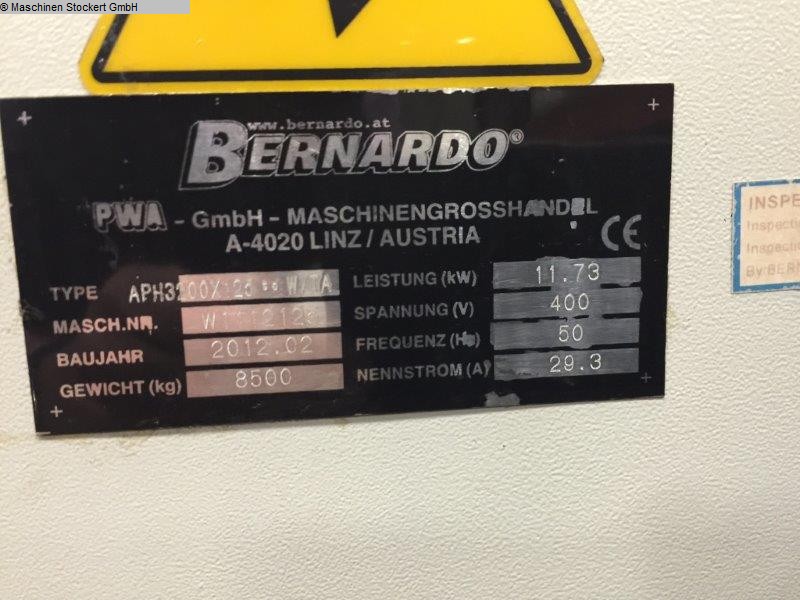 © Maschinen Stockert GmbH
www.bernardo.at
BERNARDO®
PWA - GmbH - MASCHINENGROSSHANDEL
A-4020 LINZ / AUSTRIA
CE
TYPE
MASCH.NR.
BAUJAHR 2012.02
GEWICHT (kg) 8500
LEISTUNG (kW) 11.73
SPANNUNG (V) 400
FREQUENZ (Hz) 50
NENNSTROM (A) 29.3